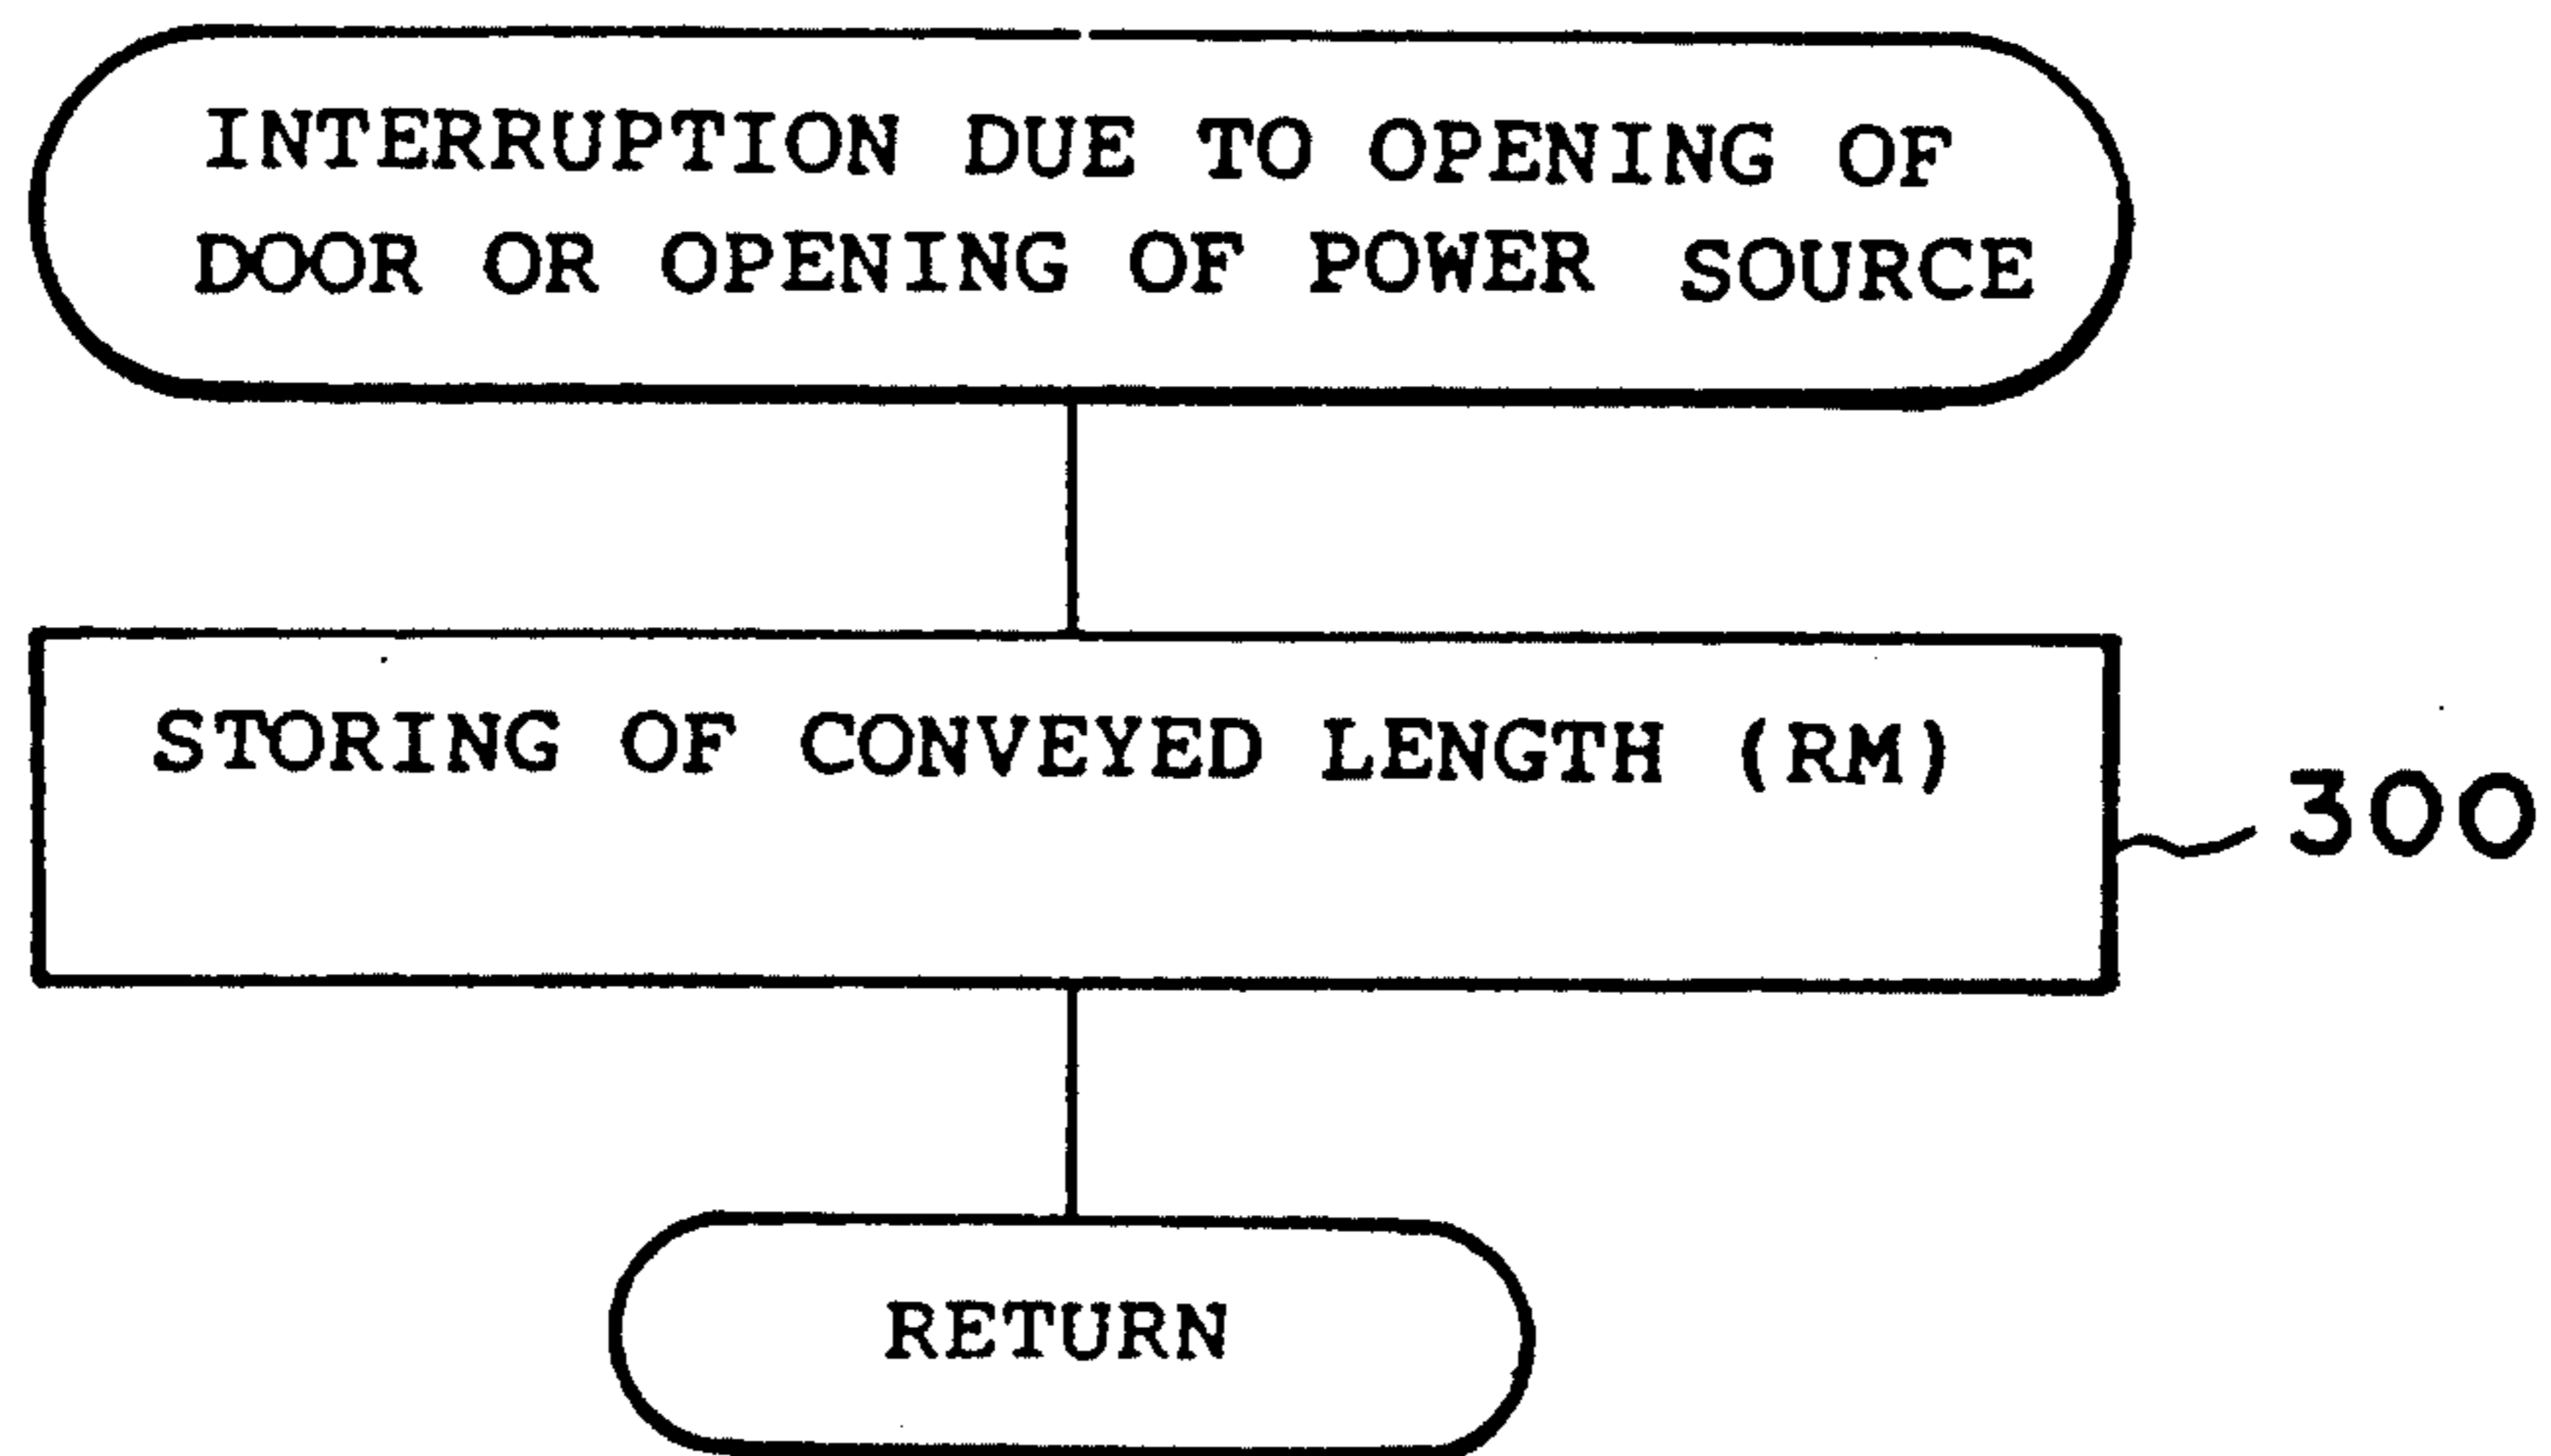 INTERRUPTION DUE TO OPENING OF
DOOR OR OPENING OF POWER SOURCE
STORING OF CONVEYED LENGTH (RM)
300
RETURN